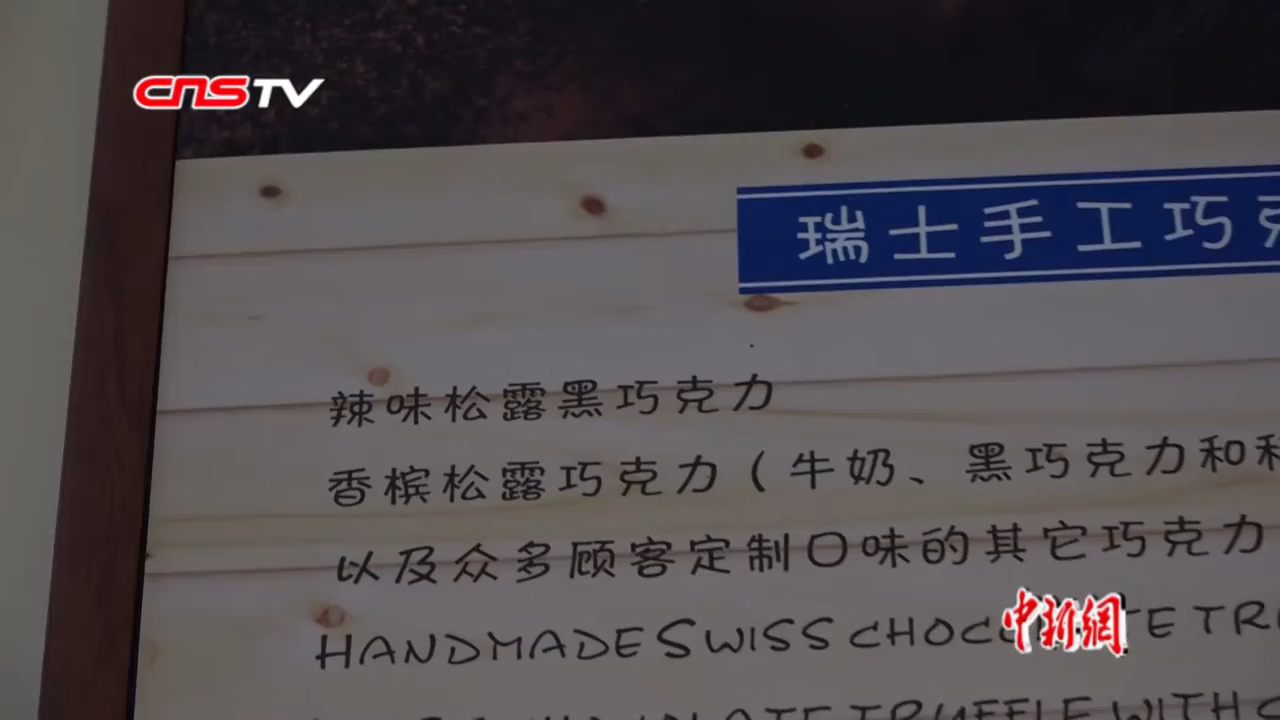 CNSTV
瑞士手工巧
辣味松露黑巧克力
香槟松露巧克力（牛奶、黑巧克力和
以及众多顾客定制口味的其它巧克力
HANDMADE SWISS
中新網
TRUFFLE WITH